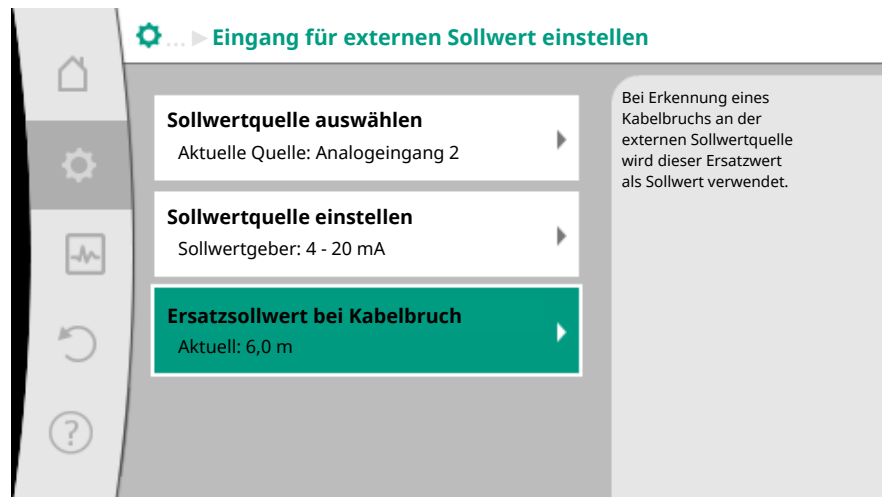 ... Eingang für externen Sollwert einstellen
Sollwertquelle auswählen
Aktuelle Quelle: Analogeingang 2
Sollwertquelle einstellen
Sollwertgeber: 4 - 20 mA
Ersatzsollwert bei Kabelbruch
Aktuell: 6,0 m
Bei Erkennung eines
Kabelbruchs an der
externen Sollwertquelle
wird dieser Ersatzwert
als Sollwert verwendet.
?